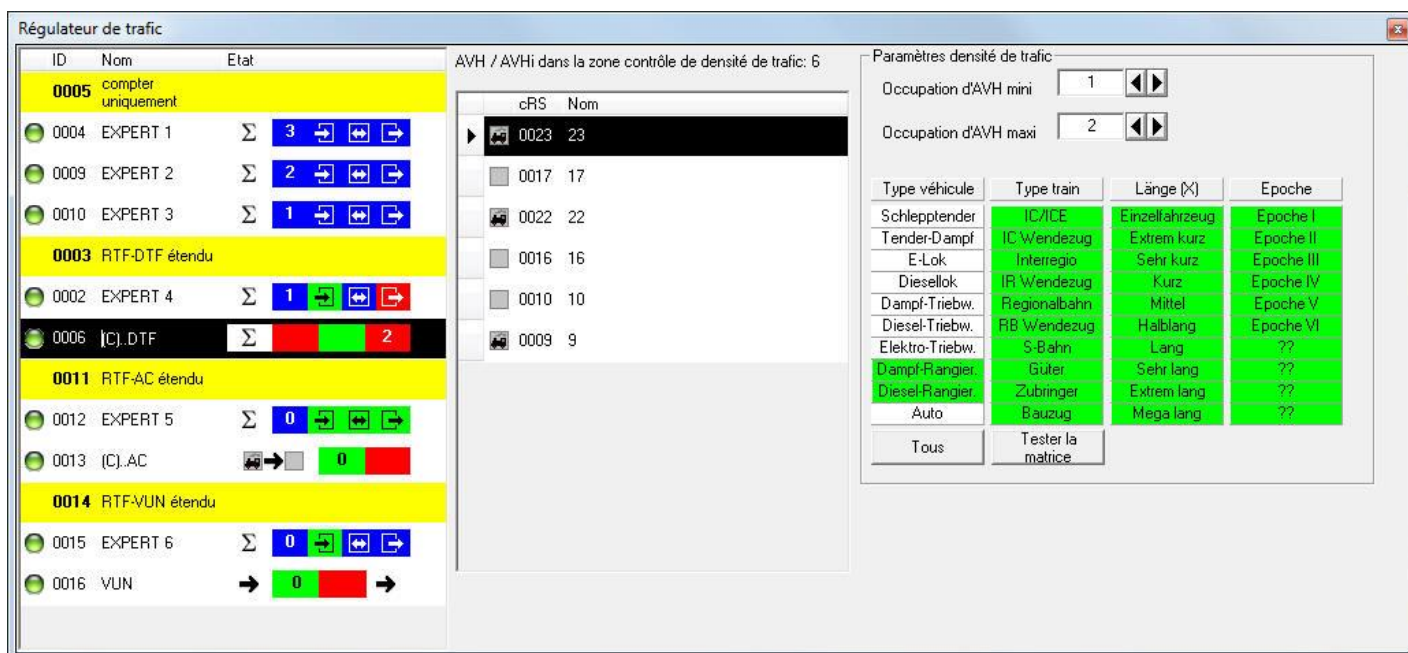 Régulateur de trafic
ID Nom Etat
0005 compter
uniquement
0004 EXPERT 1 Σ 3
0009 EXPERT 2 Σ 2
0010 EXPERT 3 Σ 1
0003 RTF-DTF étendu
0002 EXPERT 4 Σ 1
0006 (C)..DTF Σ 2
0011 RTF-AC étendu
0012 EXPERT 5 Σ 0
0013 (C)..AC 0
0014 RTF-VUN étendu
0015 EXPERT 6 Σ 0
0016 VUN 0
AVH / AVHi dans la zone contrôle de densité de trafic: 6
cRS Nom
0023 23
0017 17
0022 22
0016 16
0010 10
0009 9
Paramètres densité de trafic
Occupation d'AVH mini 1
Occupation d'AVH maxi 2
Type véhicule Type train Länge (X) Epoche
Schlepptender IC/ICE Einzelfahrzeug Epoche I
Tender-Dampf IC Wendezug Extrem kurz Epoche II
E-Lok Interregio Sehr kurz Epoche III
Diesellok IR Wendezug Kurz Epoche IV
Dampf-Triebw. Regionalbahn Mittel Epoche V
Diesel-Triebw. RB Wendezug Halblang Epoche VI
Elektro-Triebw. S-Bahn Lang ??
Dampf-Rangier. Güter Sehr lang ??
Diesel-Rangier. Zubringer Extrem lang ??
Auto Bauzug Mega lang ??
Tous Tester la
matrice